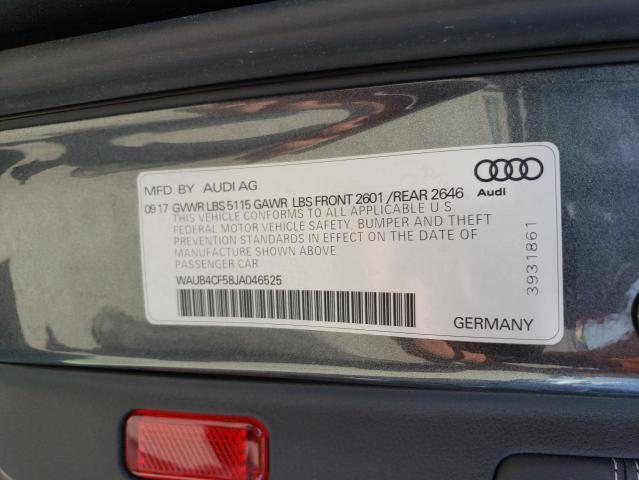 MFD. BY AUDI AG
09 17 GVWR LBS 5115 GAWR LBS FRONT 2601 /REAR 2646
THIS VEHICLE CONFORMS TO ALL APPLICABLE U S
FEDERAL MOTOR VEHICLE SAFETY, BUMPER AND THEFT
PREVENTION STANDARDS IN EFFECT ON THE DATE OF
MANUFACTURE SHOWN ABOVE
PASSENGER CAR
WAUB4CF58JA046525
GERMANY
Audi
3931861